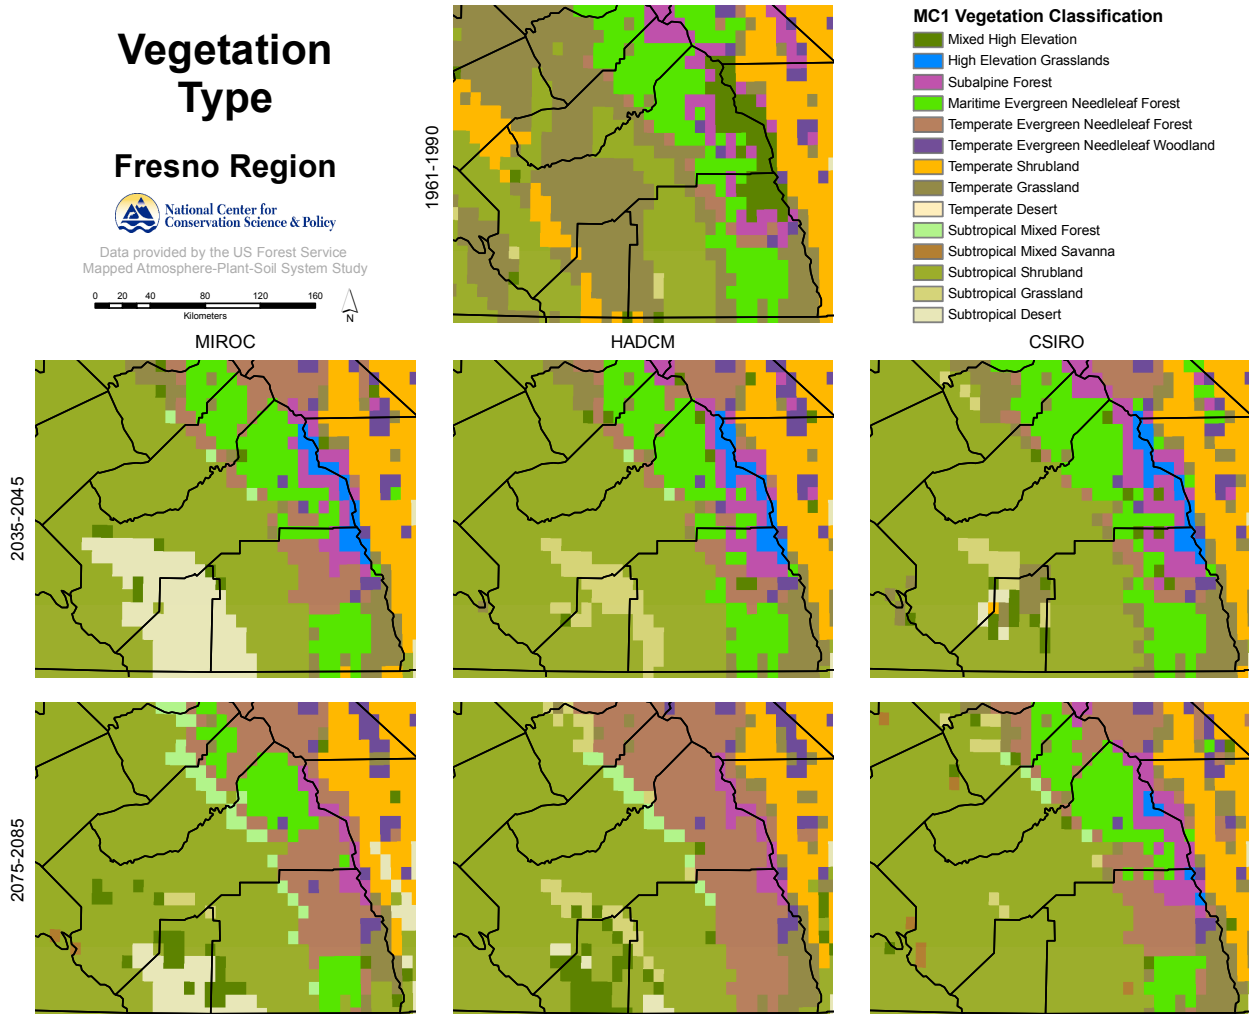 Vegetation
Type
Fresno Region
National Center for
Conservation Science & Policy
Data provided by the US Forest Service
Mapped Atmosphere-Plant-Soil System Study
0 20 40 80 120 160
Kilometers
N
1961-1990
MC1 Vegetation Classification
Mixed High Elevation
High Elevation Grasslands
Subalpine Forest
Maritime Evergreen Needleleaf Forest
Temperate Evergreen Needleleaf Forest
Temperate Evergreen Needleleaf Woodland
Temperate Shrubland
Temperate Grassland
Temperate Desert
Subtropical Mixed Forest
Subtropical Mixed Savanna
Subtropical Shrubland
Subtropical Grassland
Subtropical Desert
MIROC
HADCM
CSIRO
2035-2045
2075-2085